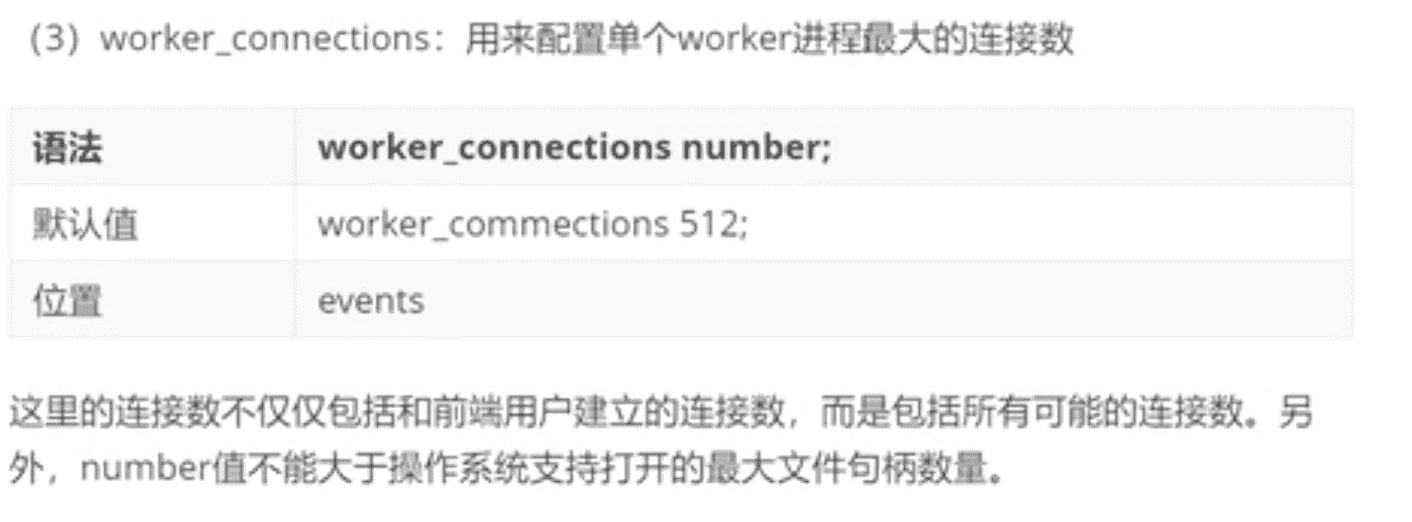 （3）worker_connections：用来配置单个worker进程最大的连接数
语法 worker_connections number;
默认值 worker_commections 512;
位置 events
这里的连接数不仅仅包括和前端用户建立的连接数，而是包括所有可能的连接数。另
外，number值不能大于操作系统支持打开的最大文件句柄数量。